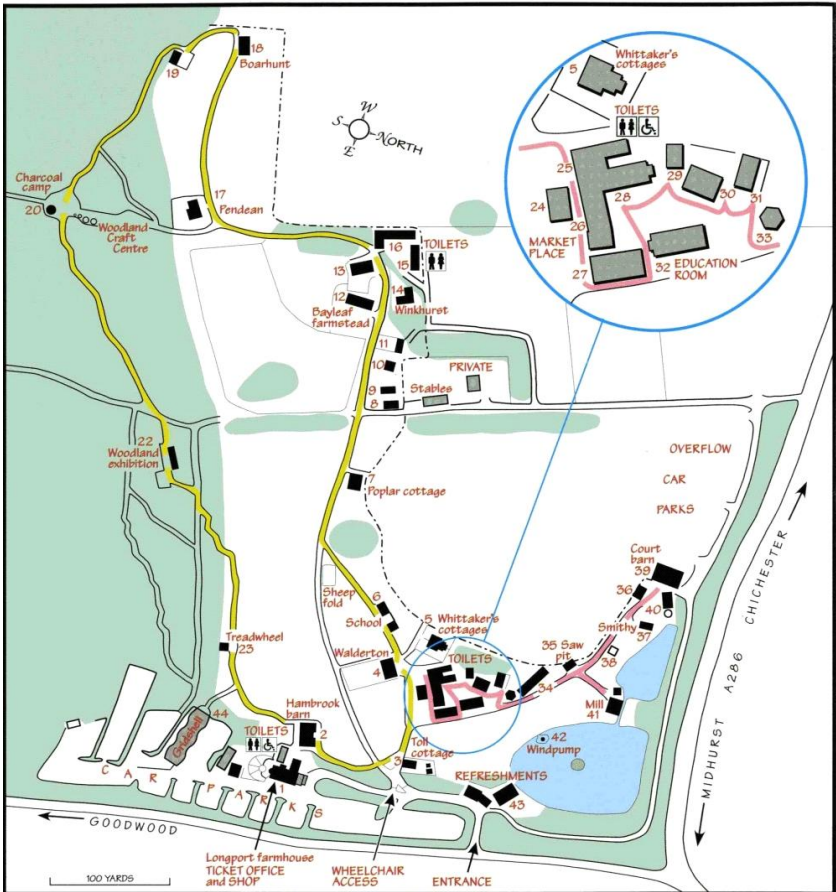 18
Boarhunt
19
W
S
E
NORTH
5
Whittaker's
cottages
TOILETS
25
24
26
28
29
30
31
33
MARKET
PLACE
27
32 EDUCATION
ROOM
Charcoal
camp
20
Woodland
Craft
Centre
17
Pendean
16
TOILETS
15
13
12
14
Bayleaf
farmstead
Winkhurst
11
10
9
8
PRIVATE
Stables
22
Woodland
exhibition
7
Poplar cottage
OVERFLOW
CAR
PARKS
Court
barn
39
36
40
Smithy
37
38
Sheep
fold
6
School
5 Whittaker's
cottages
35 Saw
pit
Walderton
4
TOILETS
34
Treadwheel
23
Mill
41
42
Windpump
44
Gridshell
TOILETS
Hambrook
barn
2
Toll
cottage
3
REFRESHMENTS
43
1
CAR PARKS
GOODWOOD
MIDHURST A286 CHICHESTER
Longport farmhouse
TICKET OFFICE
and SHOP
WHEELCHAIR
ACCESS
ENTRANCE
100 YARDS